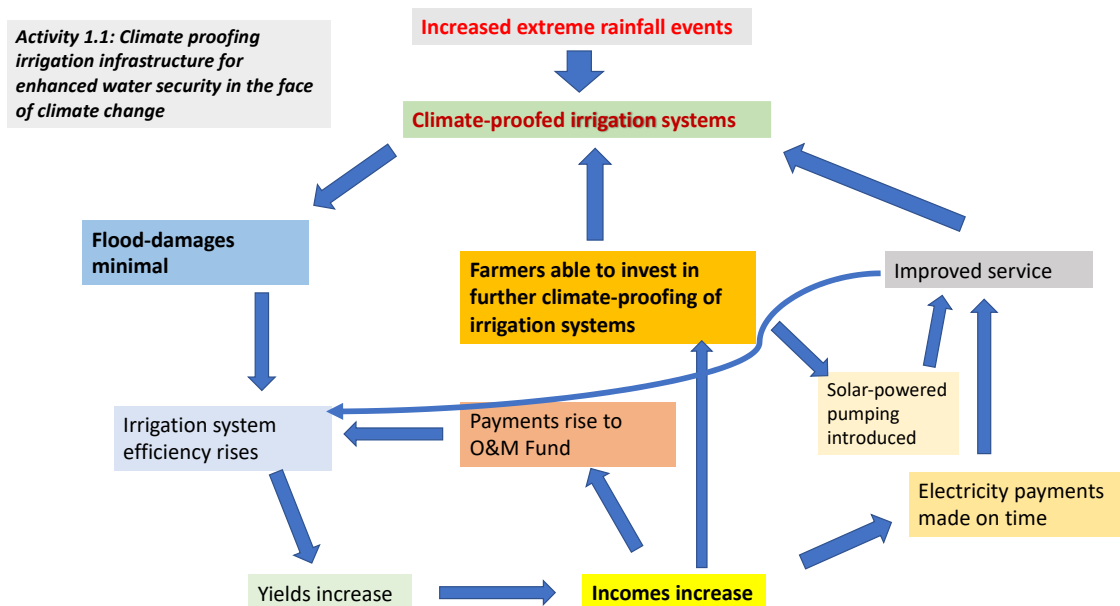 Activity 1.1: Climate proofing
irrigation infrastructure for
enhanced water security in the face
of climate change
Increased extreme rainfall events
Climate-proofed irrigation systems
Flood-damages
minimal
Farmers able to invest in
further climate-proofing of
irrigation systems
Improved service
Solar-powered
pumping
introduced
Irrigation system
efficiency rises
Payments rise to
O&M Fund
Electricity payments
made on time
Yields increase
Incomes increase